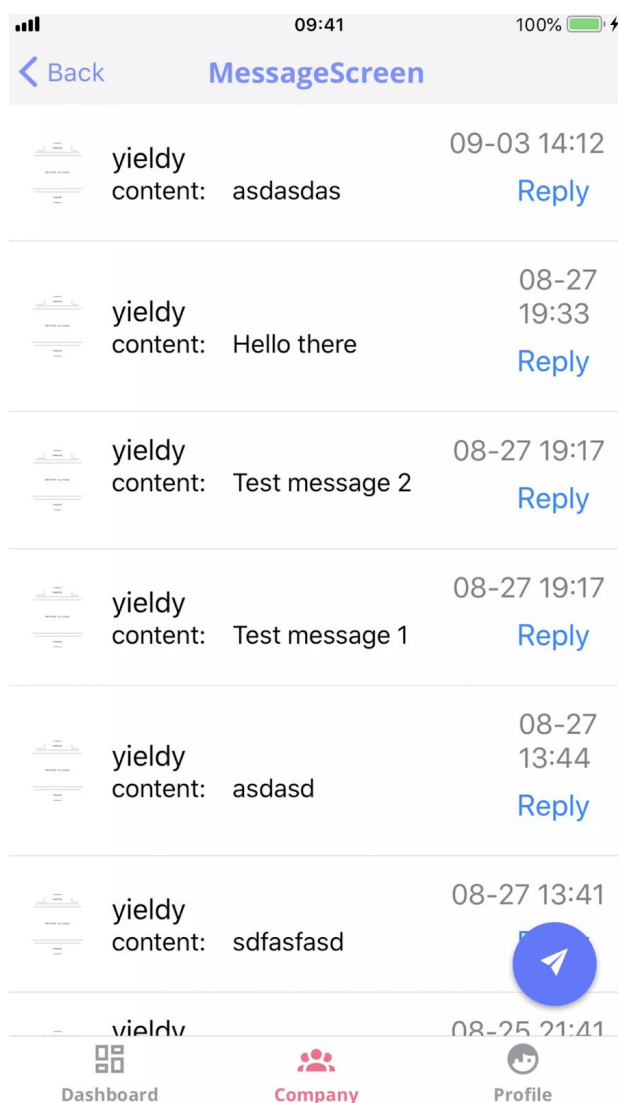 09:41
100%
Back
MessageScreen
yieldy
content: asdasdas
09-03 14:12
Reply
yieldy
content: Hello there
08-27
19:33
Reply
yieldy
content: Test message 2
08-27 19:17
Reply
yieldy
content: Test message 1
08-27 19:17
Reply
yieldy
content: asdasd
08-27
13:44
Reply
yieldy
content: sdfasfasd
08-27 13:41
yieldy
08-25 21:41
Dashboard
Company
Profile